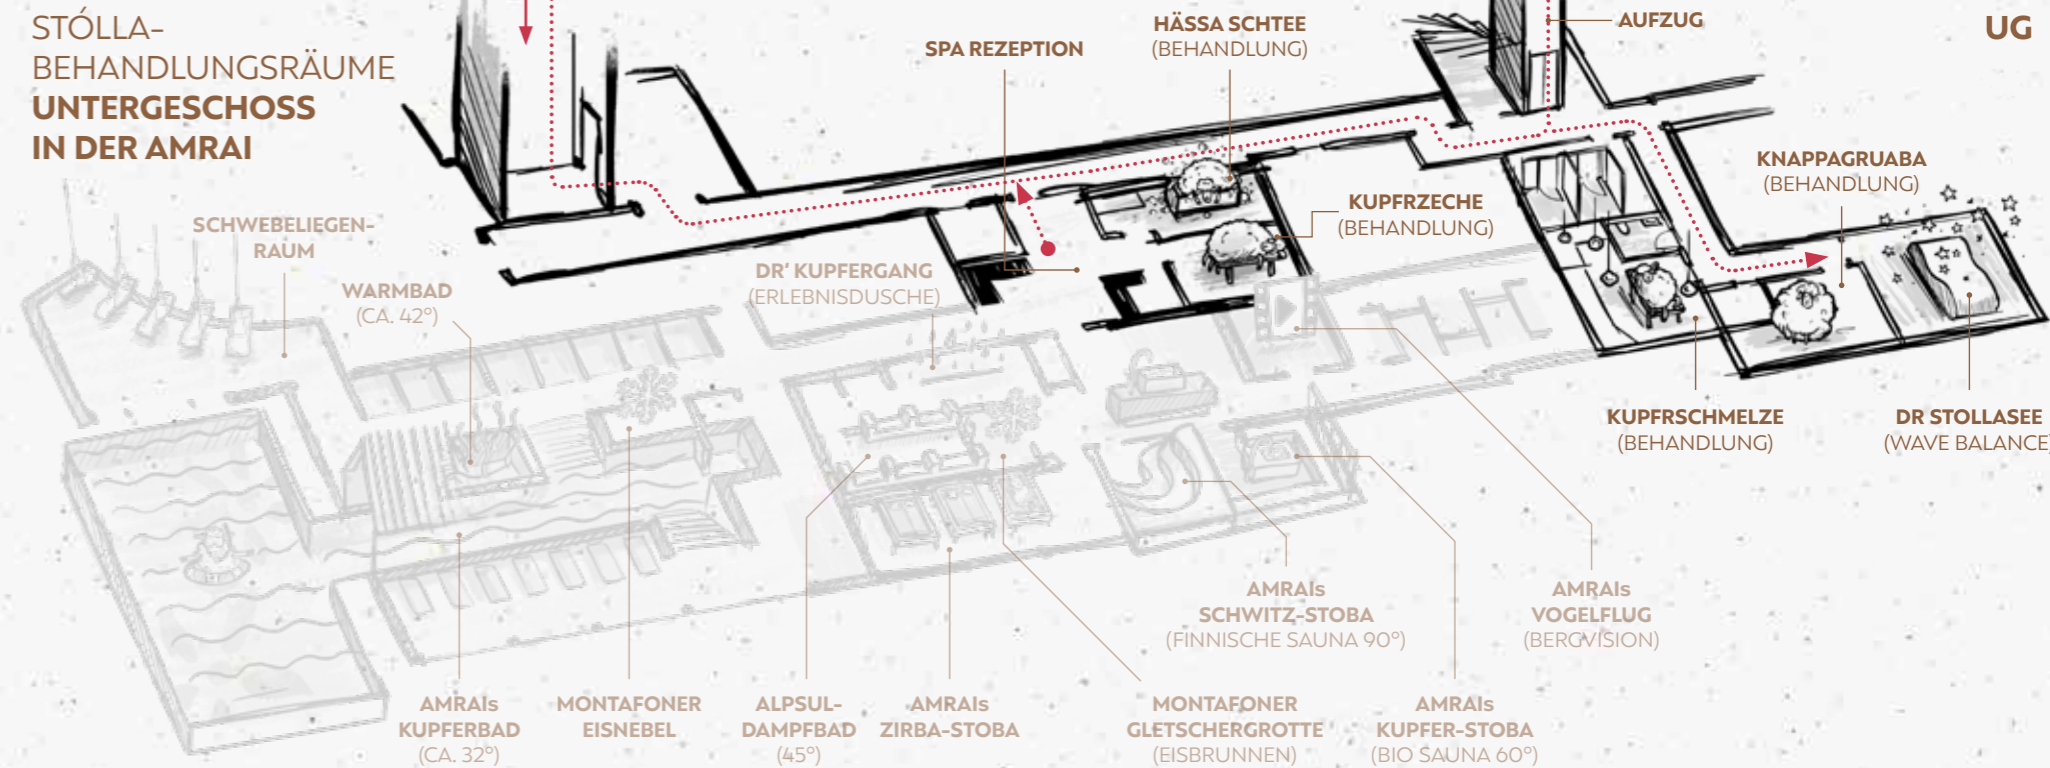 STÓLLA-
BEHANDLUNGSRÄUME
UNTERGESCHOSS
IN DER AMRAI
SPA REZEPTION
HÄSSA SCHTEE
(BEHANDLUNG)
AUFZUG
UG
KNAPPAGRUABA
(BEHANDLUNG)
KUPFRZECHE
(BEHANDLUNG)
SCHWEBELIEGEN-
RAUM
WARMBAD
(CA. 42°)
DR' KUPFERGANG
(ERLEBNISDUSCHE)
KUPFRSCHMELZE
(BEHANDLUNG)
DR STOLLASEE
(WAVE BALANCE)
AMRAIs
SCHWITZ-STOBA
(FINNISCHE SAUNA 90°)
AMRAIs
VOGELFLUG
(BERGVISION)
AMRAIs
KUPFERBAD
(CA. 32°)
MONTAFONER
EISNEBEL
ALPSUL-
DAMPFBAD
(45°)
AMRAIs
ZIRBA-STOBA
MONTAFONER
GLETSCHERGROTTE
(EISBRUNNEN)
AMRAIs
KUPFER-STOBA
(BIO SAUNA 60°)